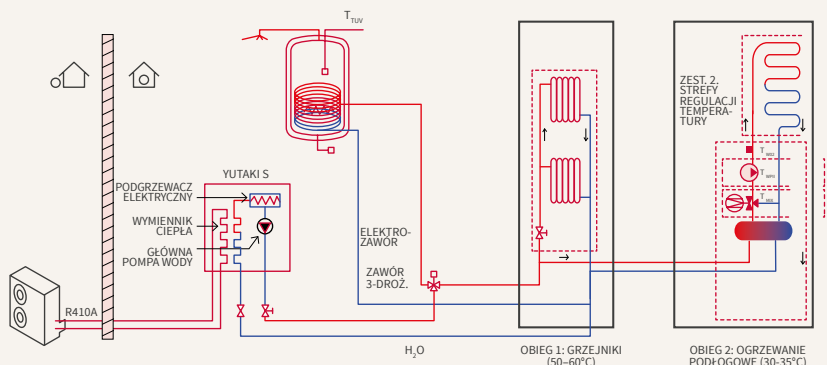 T TUV
ZEST. 2.
STREFY
REGULACJI
TEMPERA-
TURY
YUTAKI S
PODGRZEWACZ
ELEKTRYCZNY
WYMIENNIK
CIEPŁA
GŁÓWNA
POMPA WODY
ELEKTRO-
ZAWÓR
ZAWÓR
3-DROŻ.
R410A
H2O
OBIEG 1: GRZEJNIKI
(50–60°C)
OBIEG 2: OGRZEWANIE
PODŁOGOWE (30-35°C)